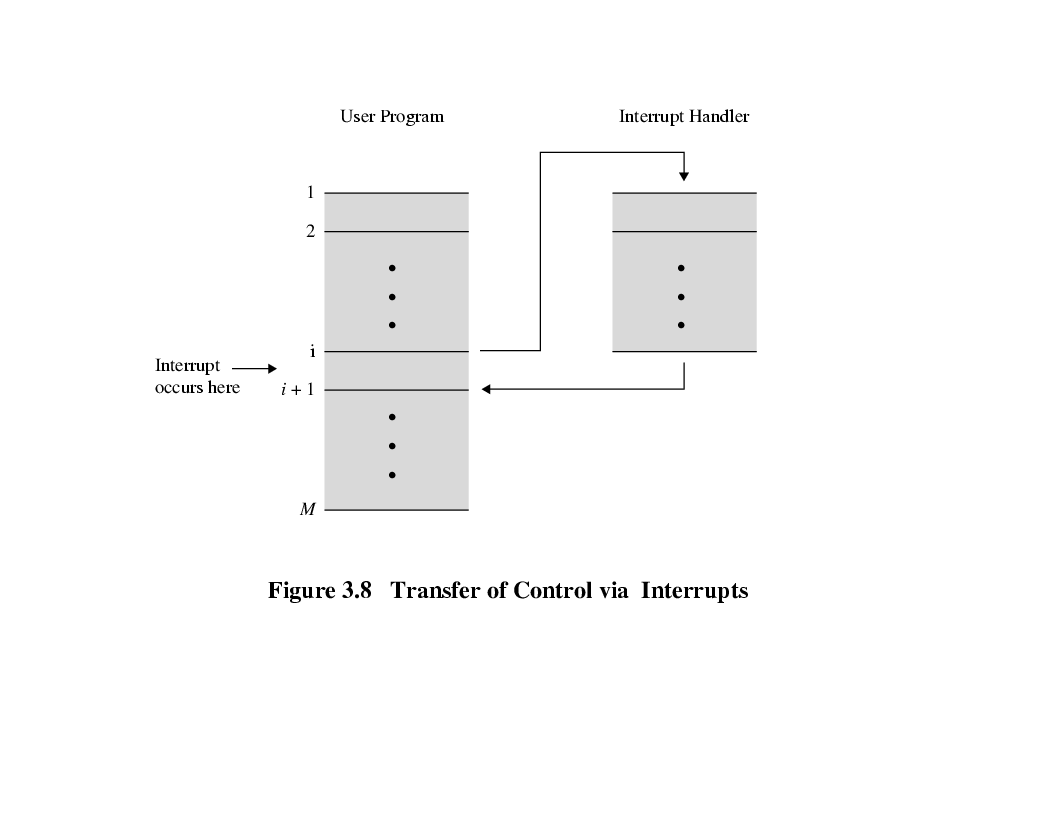 User Program
Interrupt Handler
1
2
i
Interrupt
occurs here
i + 1
M
Figure 3.8 Transfer of Control via Interrupts